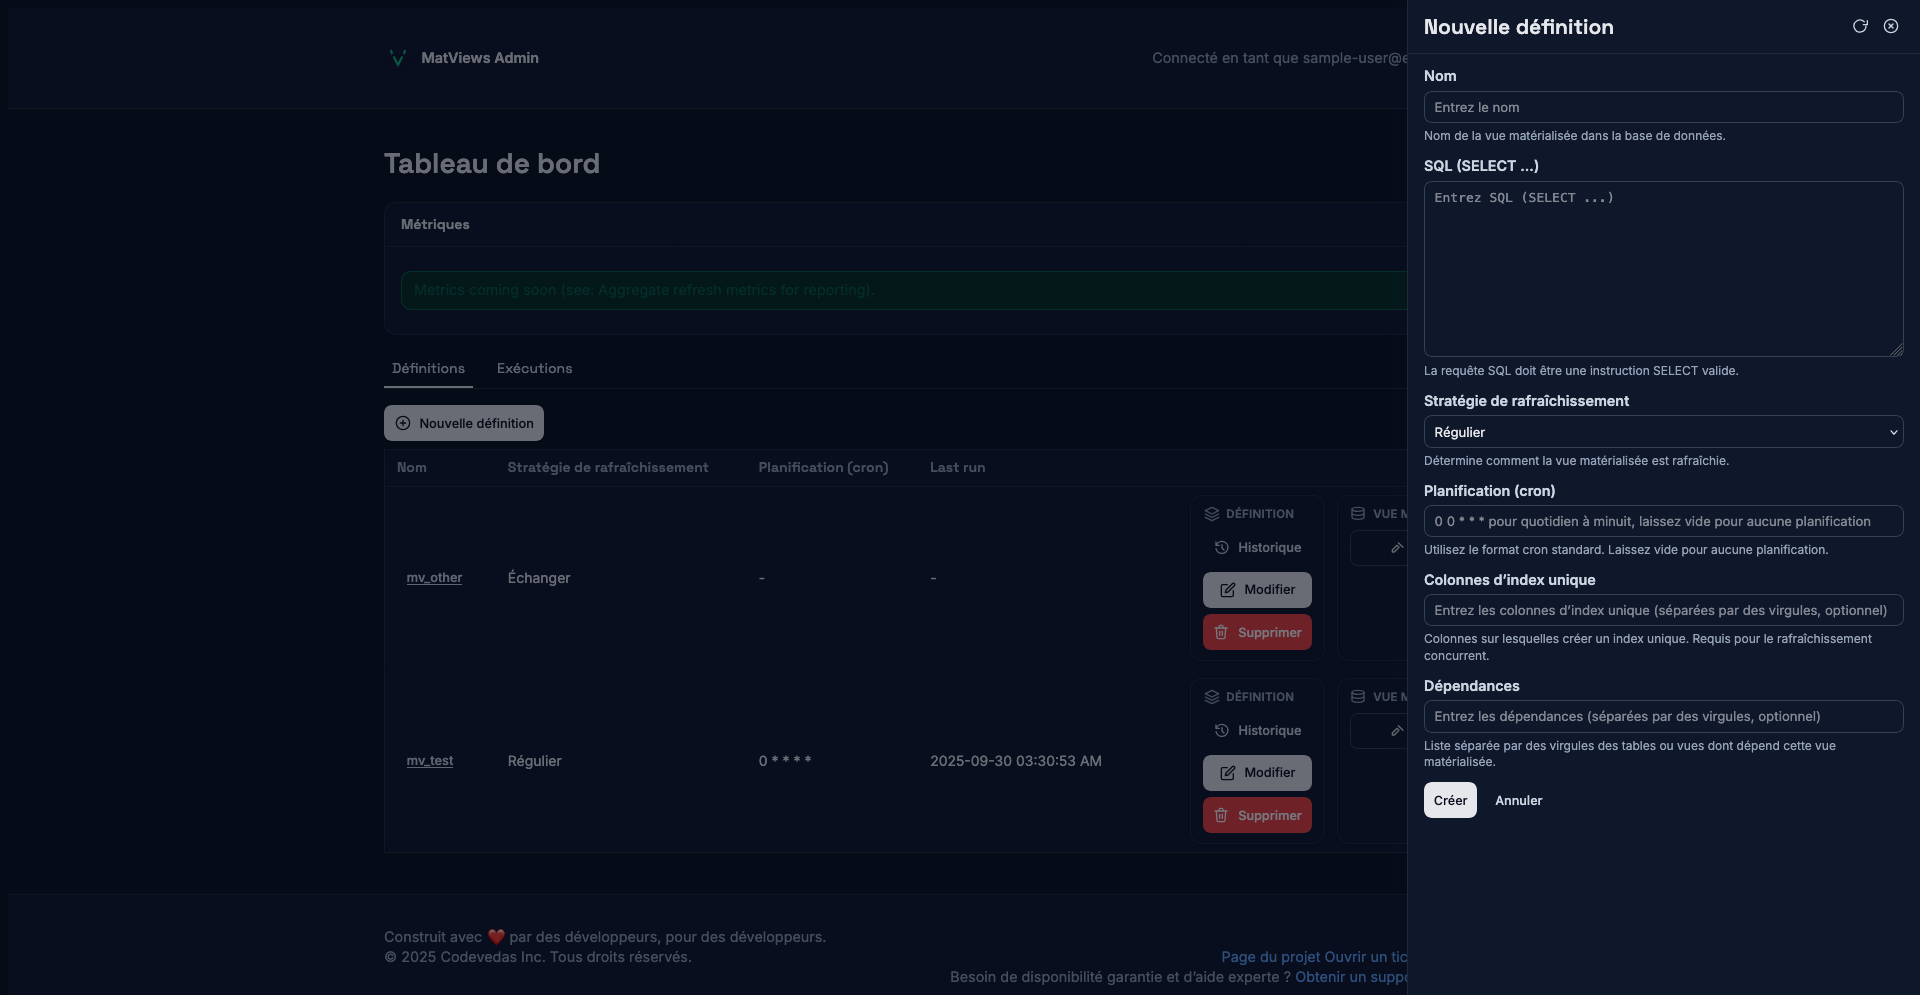 MatViews Admin
Connecté en tant que sample-user@e
Tableau de bord
Métriques
Metrics coming soon (see: Aggregate refresh metrics for reporting).
Définitions
Exécutions
Nouvelle définition
Nom
Stratégie de rafraîchissement
Planification (cron)
Last run
mv_other
Échanger
-
-
DÉFINITION
Historique
Modifier
Supprimer
VUE M
mv_test
Régulier
0 * * * *
2025-09-30 03:30:53 AM
DÉFINITION
Historique
Modifier
Supprimer
VUE M
Construit avec ❤️ par des développeurs, pour des développeurs.
© 2025 Codevedas Inc. Tous droits réservés.
Page du projet Ouvrir un tic
Besoin de disponibilité garantie et d’aide experte ? Obtenir un suppo
Nouvelle définition
Nom
Entrez le nom
Nom de la vue matérialisée dans la base de données.
SQL (SELECT ...)
Entrez SQL (SELECT ...)
La requête SQL doit être une instruction SELECT valide.
Stratégie de rafraîchissement
Régulier
Détermine comment la vue matérialisée est rafraîchie.
Planification (cron)
0 0 * * * pour quotidien à minuit, laissez vide pour aucune planification
Utilisez le format cron standard. Laissez vide pour aucune planification.
Colonnes d’index unique
Entrez les colonnes d’index unique (séparées par des virgules, optionnel)
Colonnes sur lesquelles créer un index unique. Requis pour le rafraîchissement
concurrent.
Dépendances
Entrez les dépendances (séparées par des virgules, optionnel)
Liste séparée par des virgules des tables ou vues dont dépend cette vue
matérialisée.
Créer
Annuler